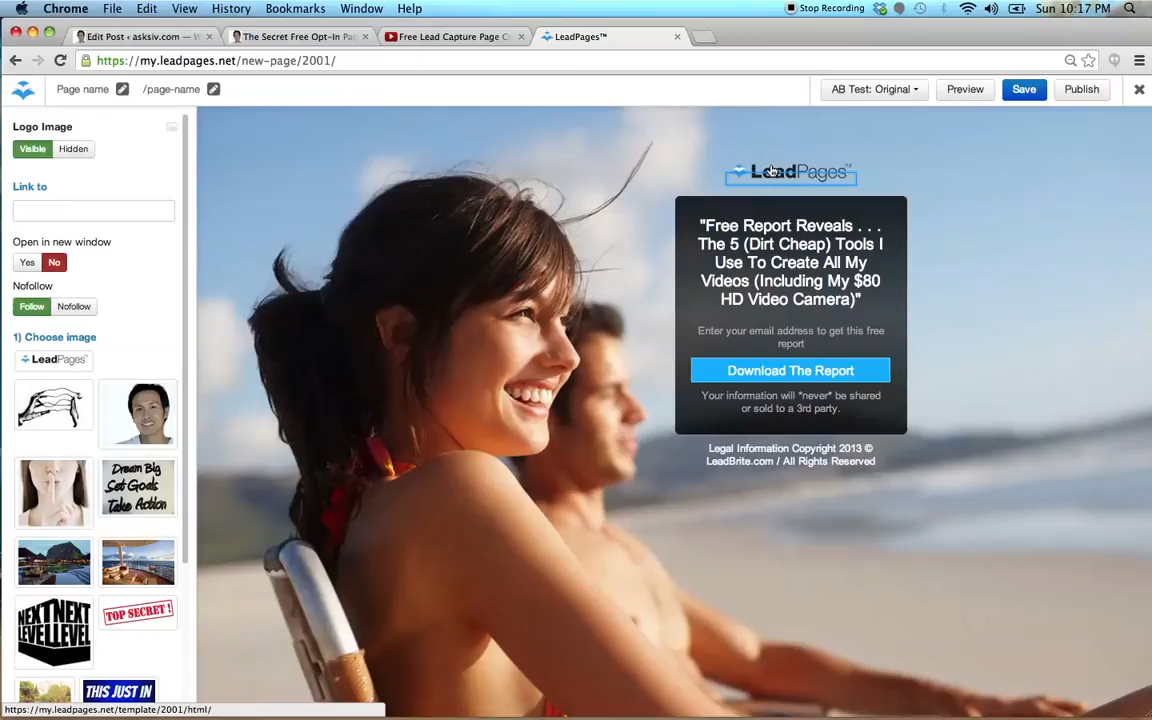 Chrome File Edit View History Bookmarks Window Help
Stop Recording
Sun 10:17 PM
Edit Post ‹ asksiv.com — W
The Secret Free Opt-In Pag
Free Lead Capture Page C
LeadPages™
https://my.leadpages.net/new-page/2001/
Page name
/page-name
AB Test: Original
Preview
Save
Publish
Logo Image
Visible Hidden
Link to
Open in new window
Yes No
Nofollow
Follow Nofollow
1) Choose image
LeadPages™
Dream Big
Set Goals
Take Action
NEXT NEXT
LEVEL LEVEL
TOP SECRET!
THIS JUST IN
https://my.leadpages.net/template/2001/html/
LeadPages™
"Free Report Reveals . . .
The 5 (Dirt Cheap) Tools I
Use To Create All My
Videos (Including My $80
HD Video Camera)"
Enter your email address to get this free
report
Download The Report
Your information will *never* be shared
or sold to a 3rd party.
Legal Information Copyright 2013 ©
LeadBrite.com / All Rights Reserved